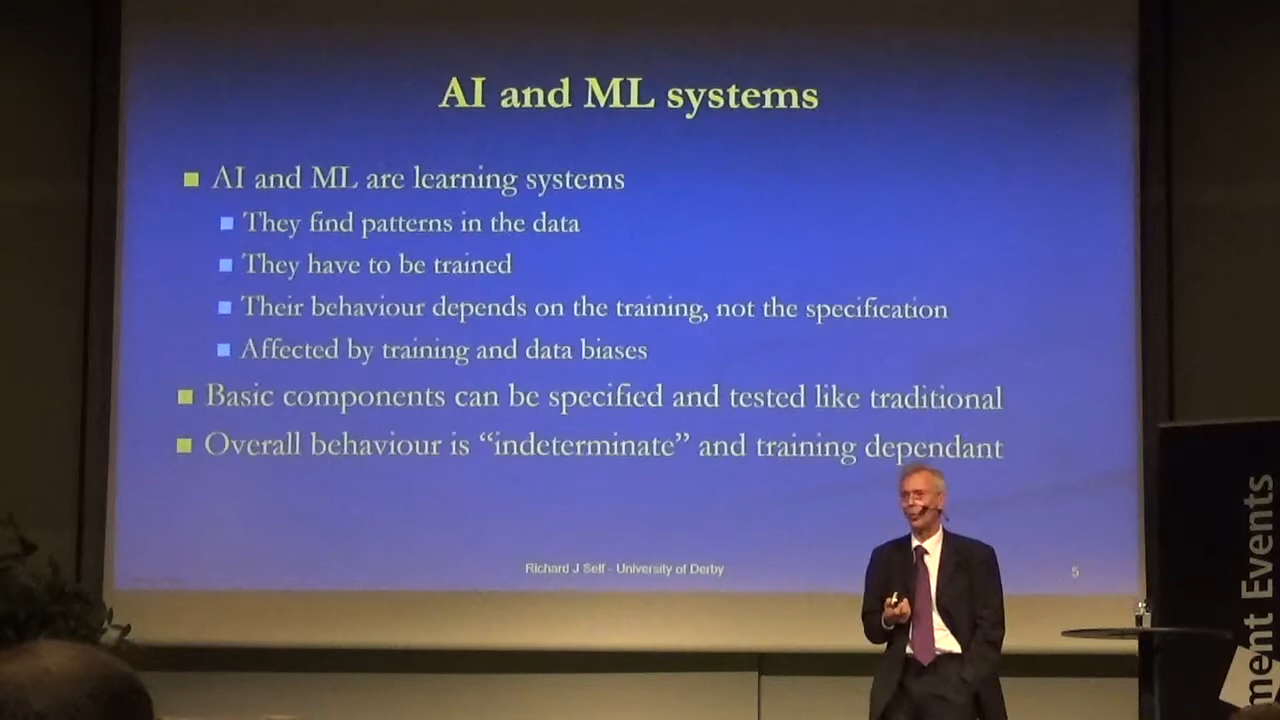 AI and ML systems
AI and ML are learning systems
They find patterns in the data
They have to be trained
Their behaviour depends on the training, not the specification
Affected by training and data biases
Basic components can be specified and tested like traditional
Overall behaviour is “indeterminate” and training dependant
Richard J Self - University of Derby
5
ment Events